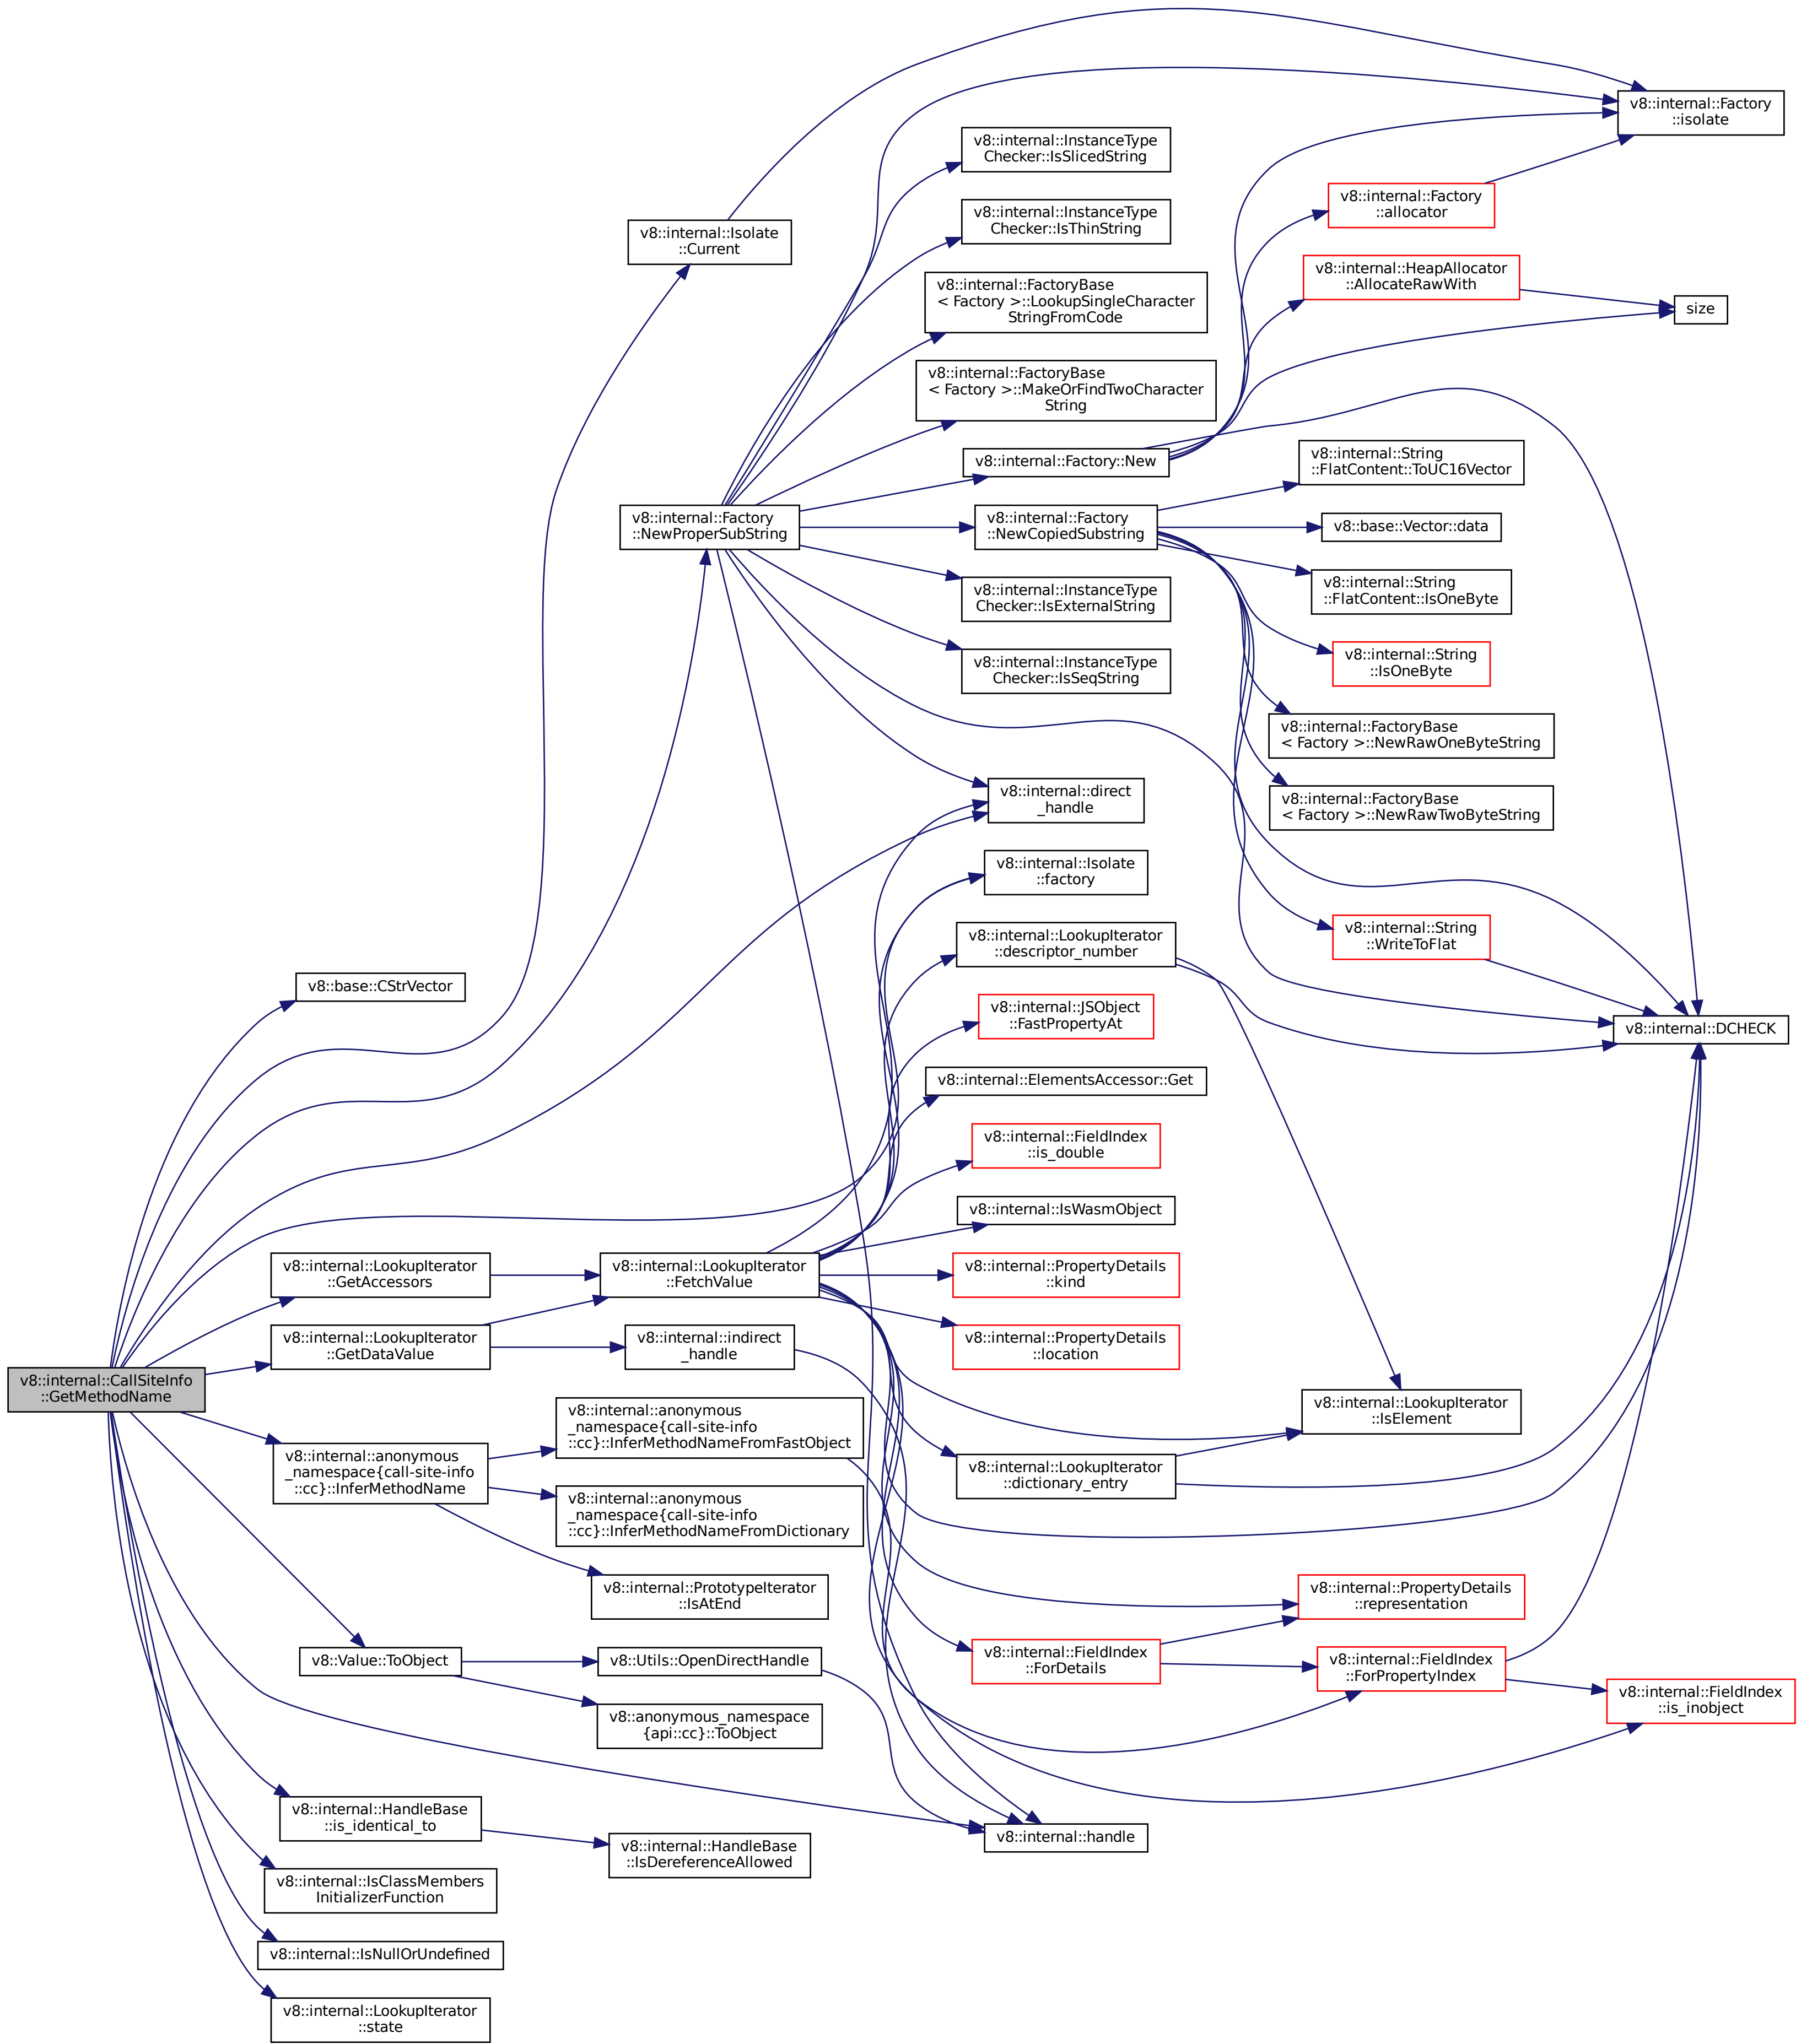 v8::internal::CallSiteInfo
::GetMethodName
v8::base::CStrVector
v8::internal::LookupIterator
::GetAccessors
v8::internal::LookupIterator
::GetDataValue
v8::internal::anonymous
_namespace{call-site-info
::cc}::InferMethodName
v8::Value::ToObject
v8::internal::HandleBase
::is_identical_to
v8::internal::IsClassMembers
InitializerFunction
v8::internal::IsNullOrUndefined
v8::internal::LookupIterator
::state
v8::internal::Isolate
::Current
v8::internal::Factory
::NewProperSubString
v8::internal::LookupIterator
::FetchValue
v8::internal::indirect
_handle
v8::internal::anonymous
_namespace{call-site-info
::cc}::InferMethodNameFromFastObject
v8::internal::anonymous
_namespace{call-site-info
::cc}::InferMethodNameFromDictionary
v8::internal::PrototypeIterator
::IsAtEnd
v8::Utils::OpenDirectHandle
v8::anonymous_namespace
{api::cc}::ToObject
v8::internal::HandleBase
::IsDereferenceAllowed
v8::internal::InstanceType
Checker::IsSlicedString
v8::internal::InstanceType
Checker::IsThinString
v8::internal::FactoryBase
< Factory >::LookupSingleCharacter
StringFromCode
v8::internal::FactoryBase
< Factory >::MakeOrFindTwoCharacter
String
v8::internal::Factory::New
v8::internal::Factory
::NewCopiedSubstring
v8::internal::InstanceType
Checker::IsExternalString
v8::internal::InstanceType
Checker::IsSeqString
v8::internal::direct
_handle
v8::internal::Isolate
::factory
v8::internal::LookupIterator
::descriptor_number
v8::internal::JSObject
::FastPropertyAt
v8::internal::ElementsAccessor::Get
v8::internal::FieldIndex
::is_double
v8::internal::IsWasmObject
v8::internal::PropertyDetails
::kind
v8::internal::PropertyDetails
::location
v8::internal::LookupIterator
::dictionary_entry
v8::internal::FieldIndex
::ForDetails
v8::internal::handle
v8::internal::Factory
::allocator
v8::internal::HeapAllocator
::AllocateRawWith
v8::internal::String
::FlatContent::ToUC16Vector
v8::base::Vector::data
v8::internal::String
::FlatContent::IsOneByte
v8::internal::String
::IsOneByte
v8::internal::FactoryBase
< Factory >::NewRawOneByteString
v8::internal::FactoryBase
< Factory >::NewRawTwoByteString
v8::internal::String
::WriteToFlat
v8::internal::LookupIterator
::IsElement
v8::internal::PropertyDetails
::representation
v8::internal::FieldIndex
::ForPropertyIndex
v8::internal::Factory
::isolate
size
v8::internal::DCHECK
v8::internal::FieldIndex
::is_inobject